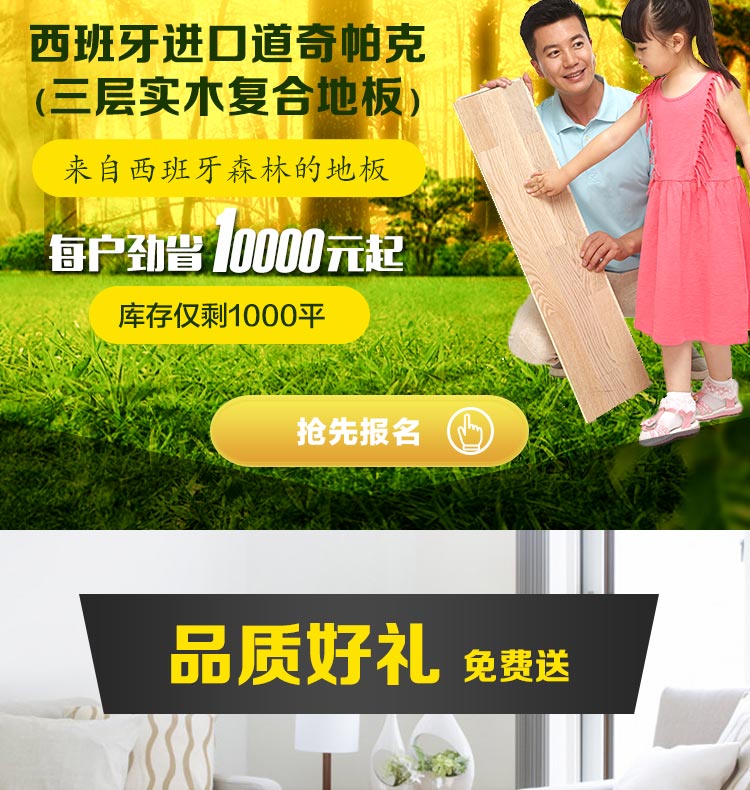 西班牙进口道奇帕克
(三层实木复合地板)
来自西班牙森林的地板
每户劲省10000元起
库存仅剩1000平
抢先报名
品质好礼 免费送